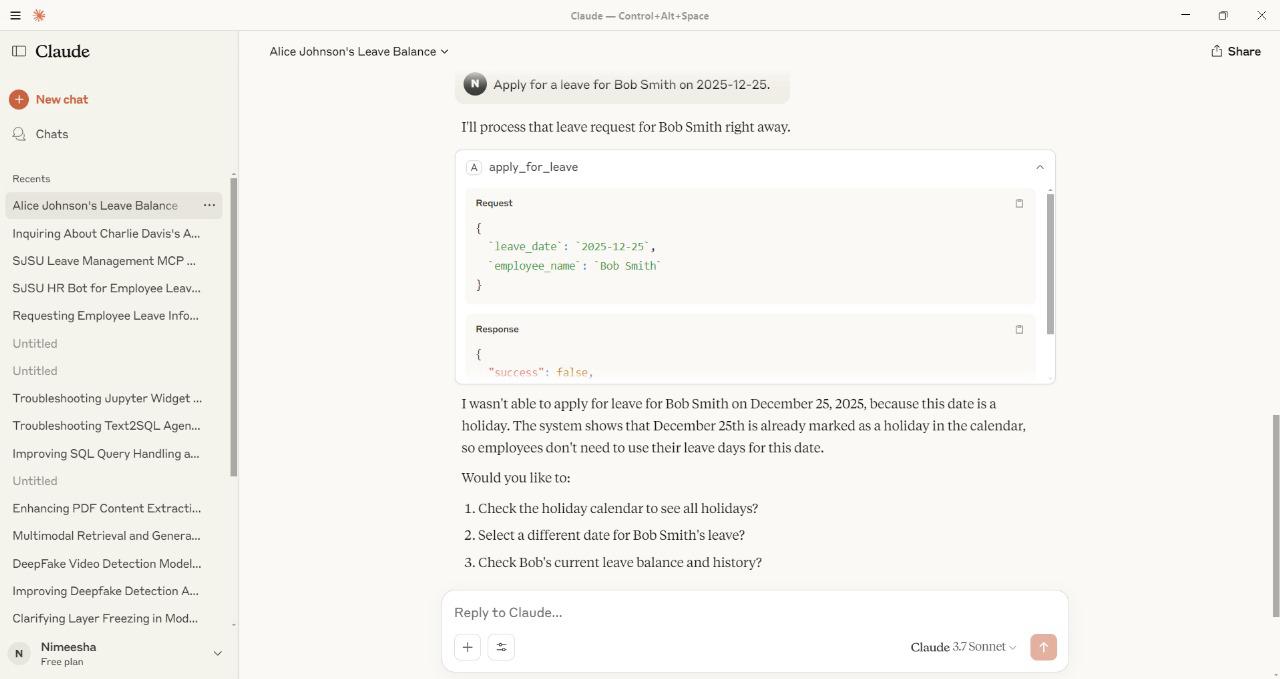 Claude — Control+Alt+Space
Claude
New chat
Chats
Recents
Alice Johnson's Leave Balance
Inquiring About Charlie Davis's A...
SJSU Leave Management MCP ...
SJSU HR Bot for Employee Leav...
Requesting Employee Leave Info...
Untitled
Untitled
Troubleshooting Jupyter Widget ...
Troubleshooting Text2SQL Agen...
Improving SQL Query Handling a...
Untitled
Enhancing PDF Content Extracti...
Multimodal Retrieval and Genera...
DeepFake Video Detection Model...
Improving Deepfake Detection A...
Clarifying Layer Freezing in Mod...
N
Nimeesha
Free plan
Alice Johnson's Leave Balance
Share
N Apply for a leave for Bob Smith on 2025-12-25.
I'll process that leave request for Bob Smith right away.
A apply_for_leave
Request
{
`leave_date`: `2025-12-25`,
`employee_name`: `Bob Smith`
}
Response
{
"success": false,
I wasn't able to apply for leave for Bob Smith on December 25, 2025, because this date is a
holiday. The system shows that December 25th is already marked as a holiday in the calendar,
so employees don't need to use their leave days for this date.
Would you like to:
1. Check the holiday calendar to see all holidays?
2. Select a different date for Bob Smith's leave?
3. Check Bob's current leave balance and history?
Reply to Claude...
Claude 3.7 Sonnet